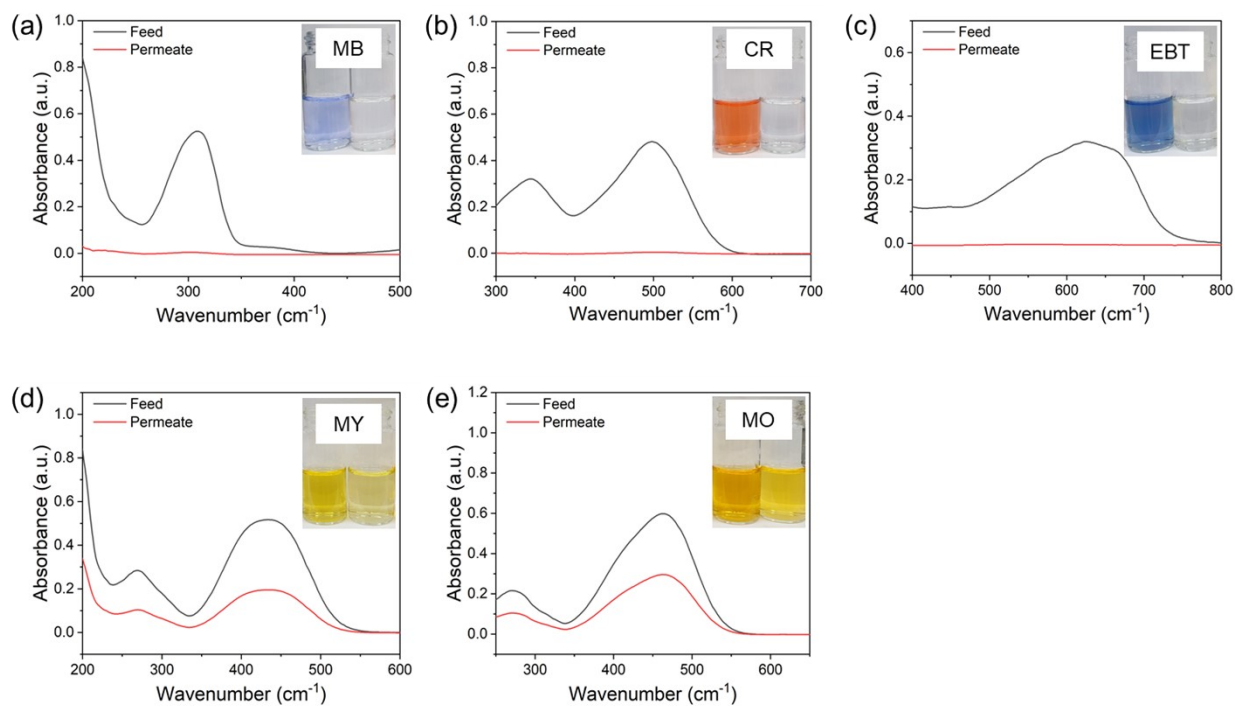 (a)
Feed
Permeate
MB
Absorbance (a.u.)
1.0
0.8
0.6
0.4
0.2
0.0
200
300
400
500
Wavenumber (cm⁻¹)
(b)
Feed
Permeate
CR
Absorbance (a.u.)
1.0
0.8
0.6
0.4
0.2
0.0
300
400
500
600
700
Wavenumber (cm⁻¹)
(c)
Feed
Permeate
EBT
Absorbance (a.u.)
0.6
0.4
0.2
0.0
400
500
600
700
800
Wavenumber (cm⁻¹)
(d)
Feed
Permeate
MY
Absorbance (a.u.)
1.0
0.8
0.6
0.4
0.2
0.0
200
300
400
500
600
Wavenumber (cm⁻¹)
(e)
Feed
Permeate
MO
Absorbance (a.u.)
1.2
1.0
0.8
0.6
0.4
0.2
0.0
300
400
500
600
Wavenumber (cm⁻¹)